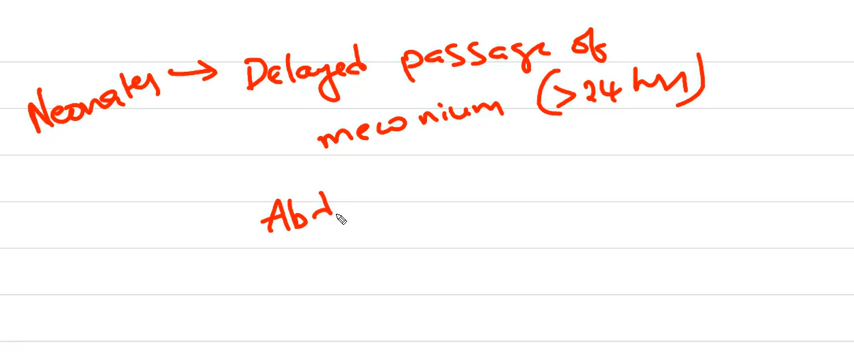 Neonates → Delayed passage of
meconium (>24 hrs)
Abd